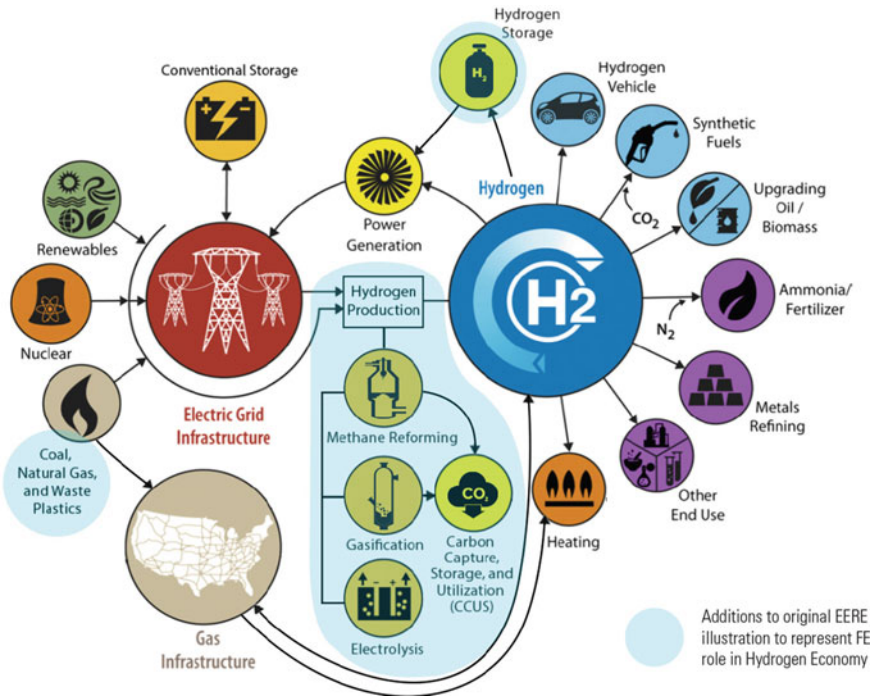 Hydrogen
Storage
H₂
Conventional Storage
Hydrogen
Vehicle
Synthetic
Fuels
Renewables
Power
Generation
Hydrogen
CO₂
Upgrading
Oil /
Biomass
Nuclear
Hydrogen
Production
H2
N₂
Ammonia/
Fertilizer
Electric Grid
Infrastructure
Methane Reforming
Metals
Refining
Coal,
Natural Gas,
and Waste
Plastics
CO₂
Gasification
Carbon
Capture,
Storage, and
Utilization
(CCUS)
Heating
Other
End Use
- +
Electrolysis
Gas
Infrastructure
Additions to original EERE
illustration to represent FE
role in Hydrogen Economy